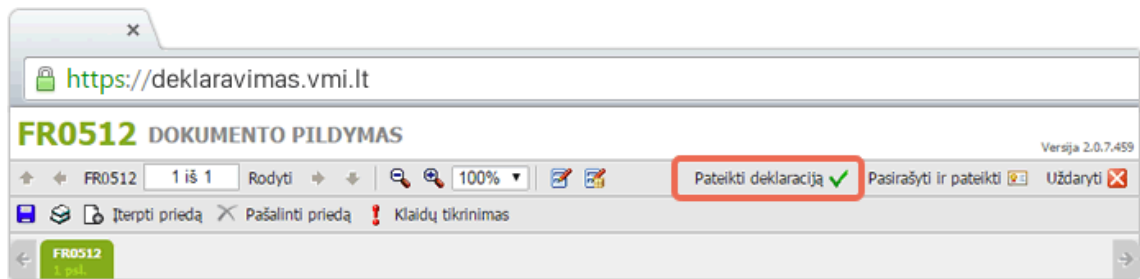 https://deklaravimas.vmi.lt
FR0512 DOKUMENTO PILDYMAS
Versija 2.0.7.459
FR0512 1 iš 1 Rodyti 100% Pateikti deklaraciją Pasirašyti ir pateikti Uždaryti
Įterpti priedą Pašalinti priedą Klaidų tikrinimas
FR0512
1 psl.